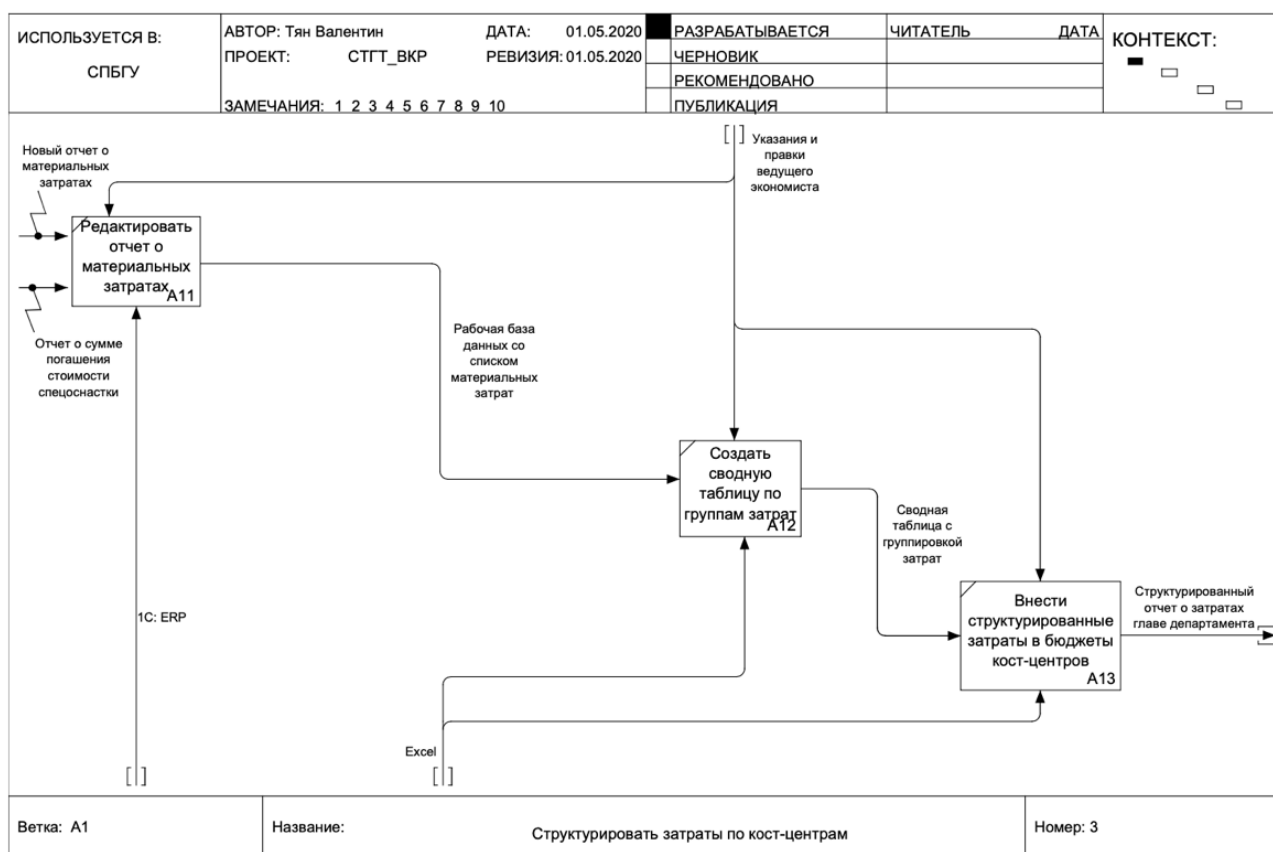 ИСПОЛЬЗУЕТСЯ В:
СПБГУ
АВТОР: Тян Валентин
ДАТА: 01.05.2020
ПРОЕКТ: СТГТ_ВКР
РЕВИЗИЯ: 01.05.2020
ЗАМЕЧАНИЯ: 1 2 3 4 5 6 7 8 9 10
РАЗРАБАТЫВАЕТСЯ
ЧЕРНОВИК
РЕКОМЕНДОВАНО
ПУБЛИКАЦИЯ
ЧИТАТЕЛЬ
ДАТА
КОНТЕКСТ:
Новый отчет о
материальных
затратах
Указания и
правки
ведущего
экономиста
Редактировать
отчет о
материальных
затратах
А11
Отчет о сумме
погашения
стоимости
спецоснастки
Рабочая база
данных со
списком
материальных
затрат
Создать
сводную
таблицу по
группам затрат
А12
Сводная
таблица с
группировкой
затрат
Внести
структурированные
затраты в бюджеты
кост-центров
А13
Структурированный
отчет о затратах
главе департамента
1С: ERP
Excel
Ветка: А1
Название:
Структурировать затраты по кост-центрам
Номер: 3